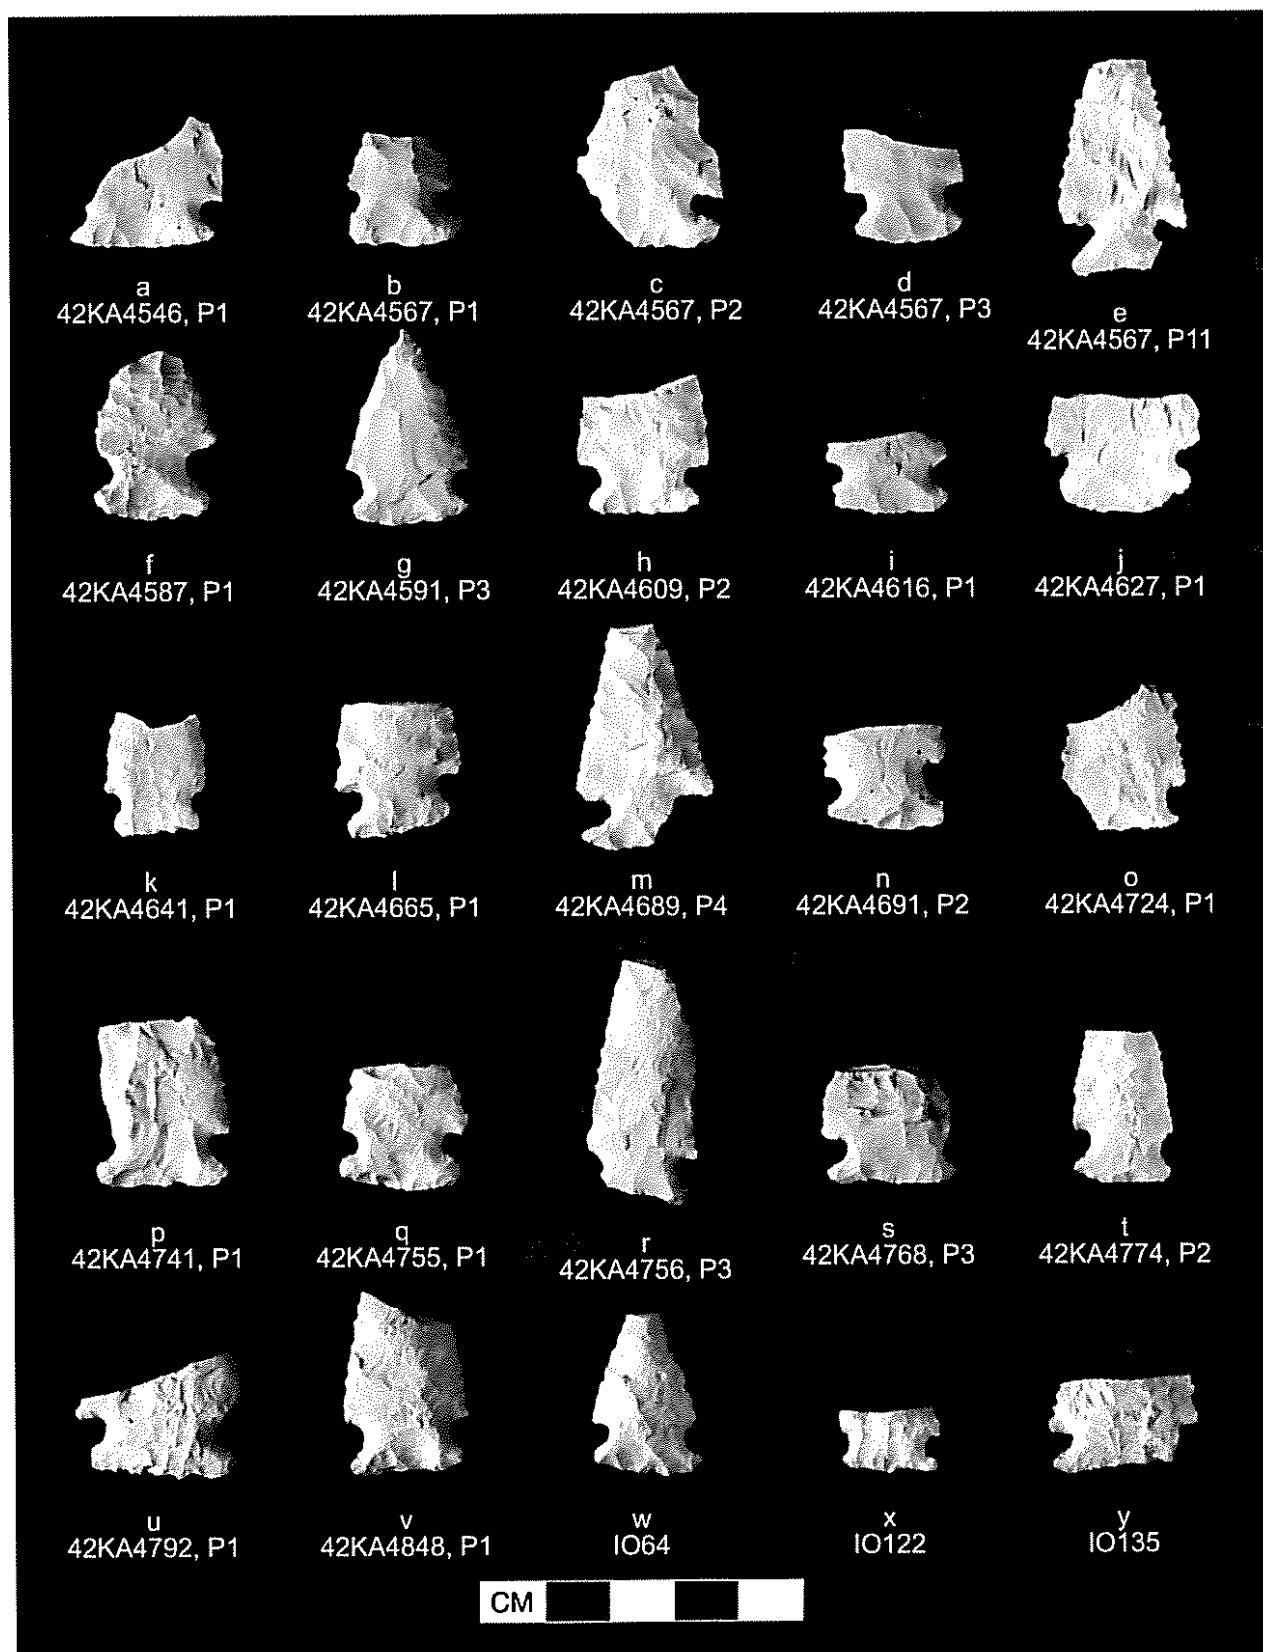 a
42KA4546, P1
b
42KA4567, P1
c
42KA4567, P2
d
42KA4567, P3
e
42KA4567, P11
f
42KA4587, P1
g
42KA4591, P3
h
42KA4609, P2
i
42KA4616, P1
j
42KA4627, P1
k
42KA4641, P1
l
42KA4665, P1
m
42KA4689, P4
n
42KA4691, P2
o
42KA4724, P1
p
42KA4741, P1
q
42KA4755, P1
r
42KA4756, P3
s
42KA4768, P3
t
42KA4774, P2
u
42KA4792, P1
v
42KA4848, P1
w
IO64
x
IO122
y
IO135
CM